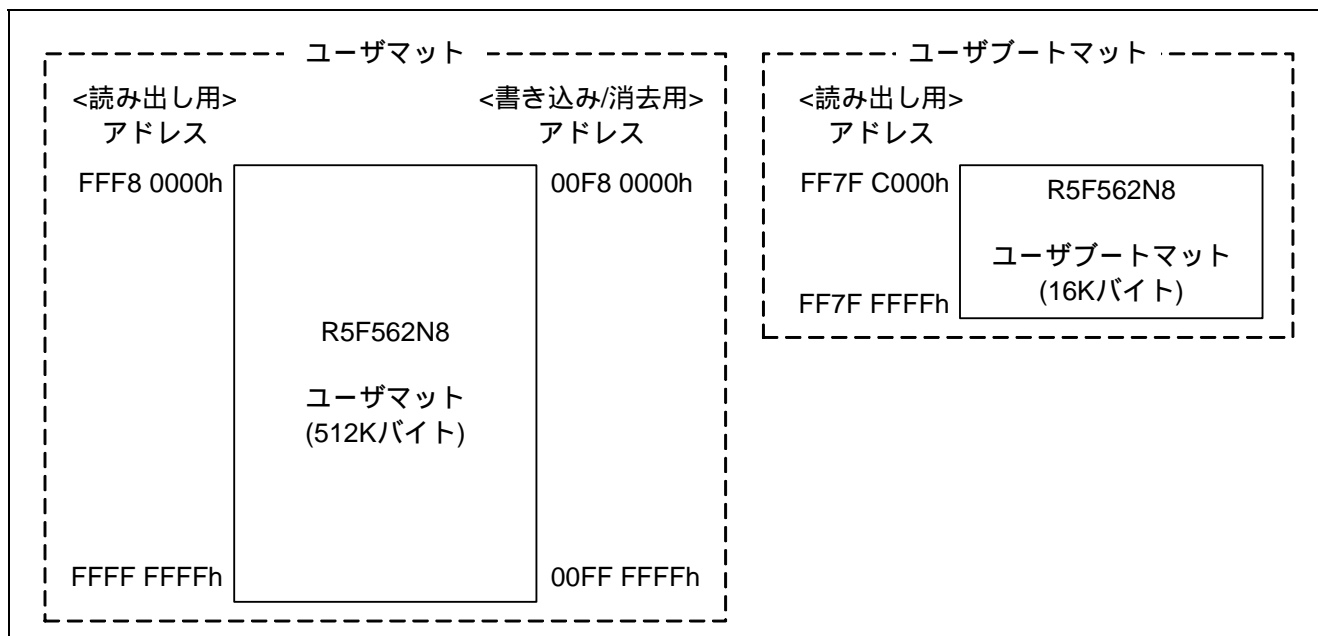 ユーザマット
<読み出し用>
アドレス
<書き込み/消去用>
アドレス
FFF8 0000h
00F8 0000h
R5F562N8
ユーザマット
(512Kバイト)
FFFF FFFFh
00FF FFFFh
ユーザブートマット
<読み出し用>
アドレス
FF7F C000h
R5F562N8
ユーザブートマット
(16Kバイト)
FF7F FFFFh